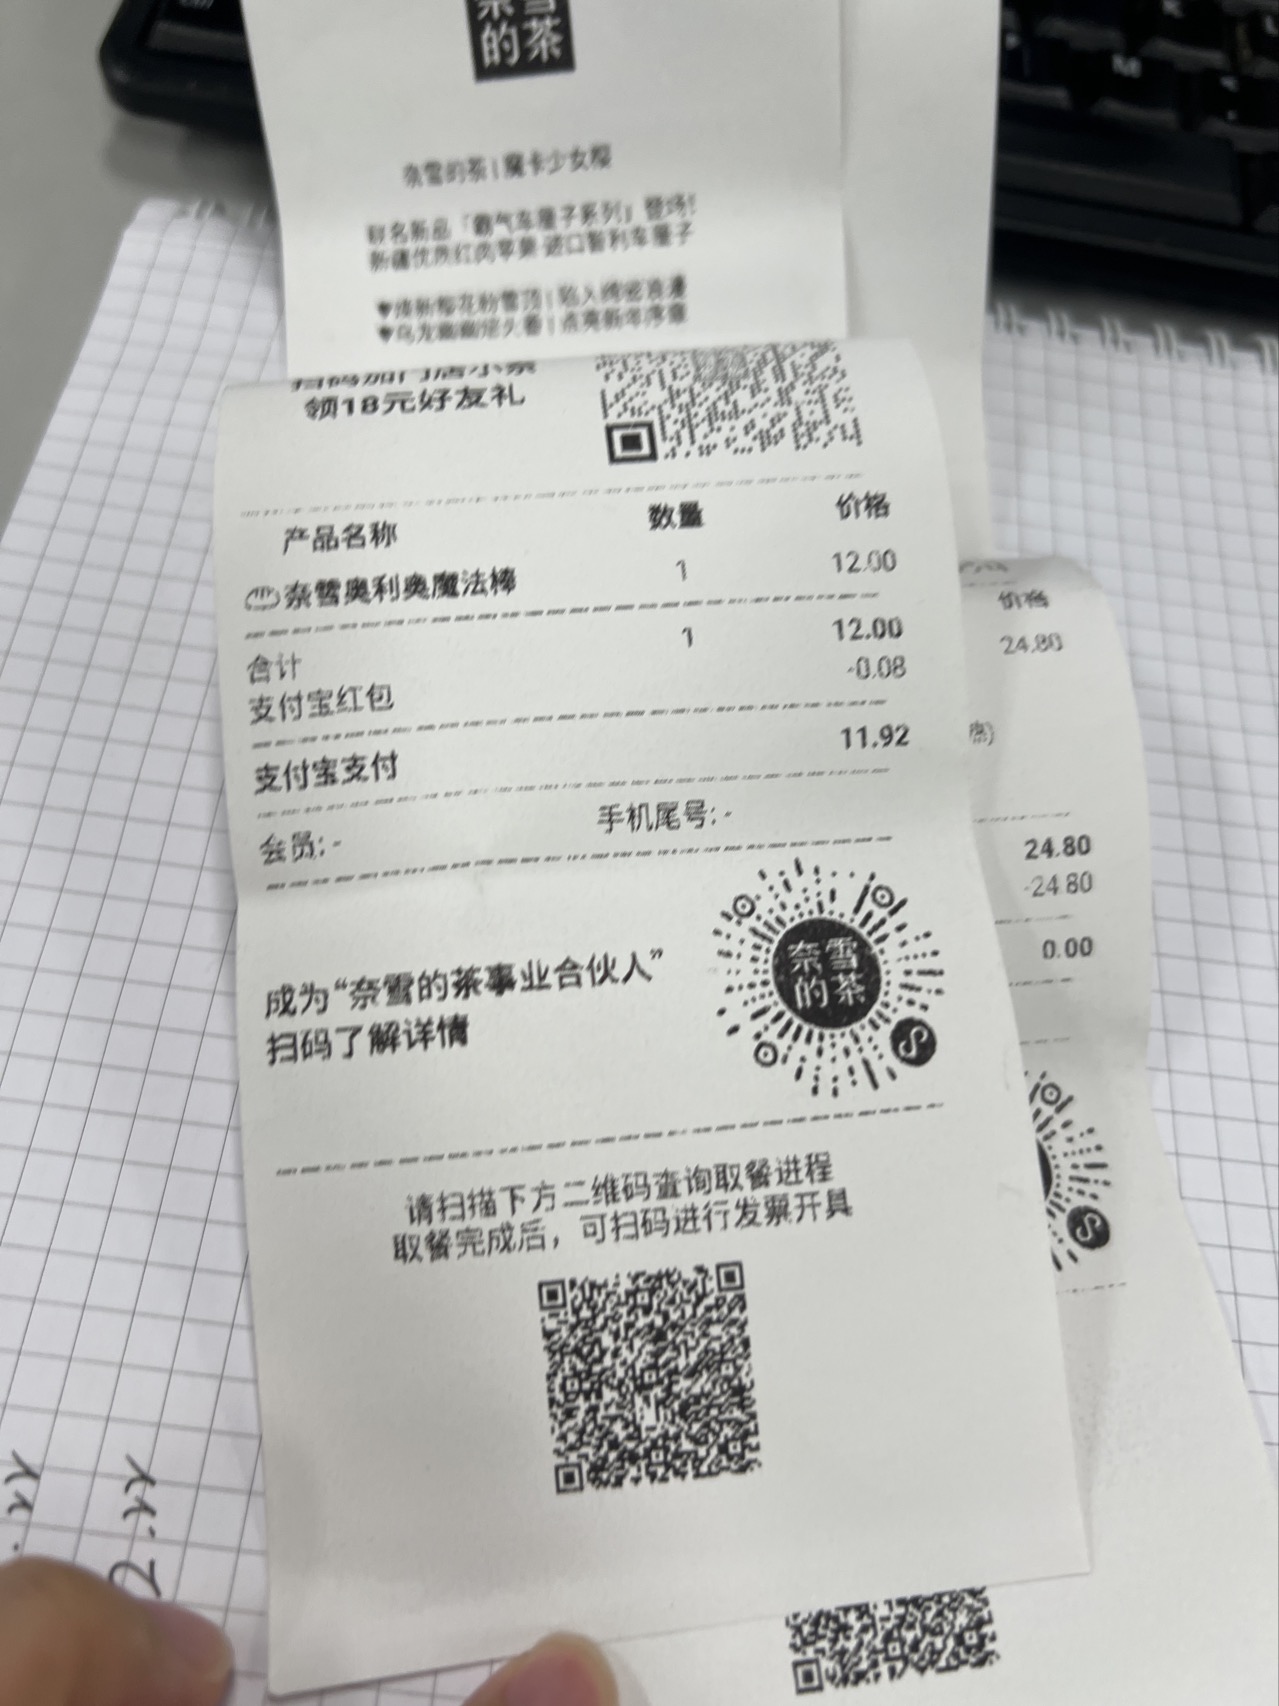 奈雪
的茶
奈雪的茶|魔卡少女樱
联名新品「霸气车厘子系列」登场!
新疆优质红肉苹果 进口智利车厘子
扫码加门店小票
领18元好友礼
产品名称 数量 价格
奈雪奥利奥魔法棒 1 12.00
合计 1 12.00
支付宝红包 -0.08
支付宝支付 11.92
会员: - 手机尾号: -
成为“奈雪的茶事业合伙人”
扫码了解详情
奈雪
的茶
请扫描下方二维码查询取餐进程
取餐完成后，可扫码进行发票开具
价格
24.80
24.80
-24.80
0.00